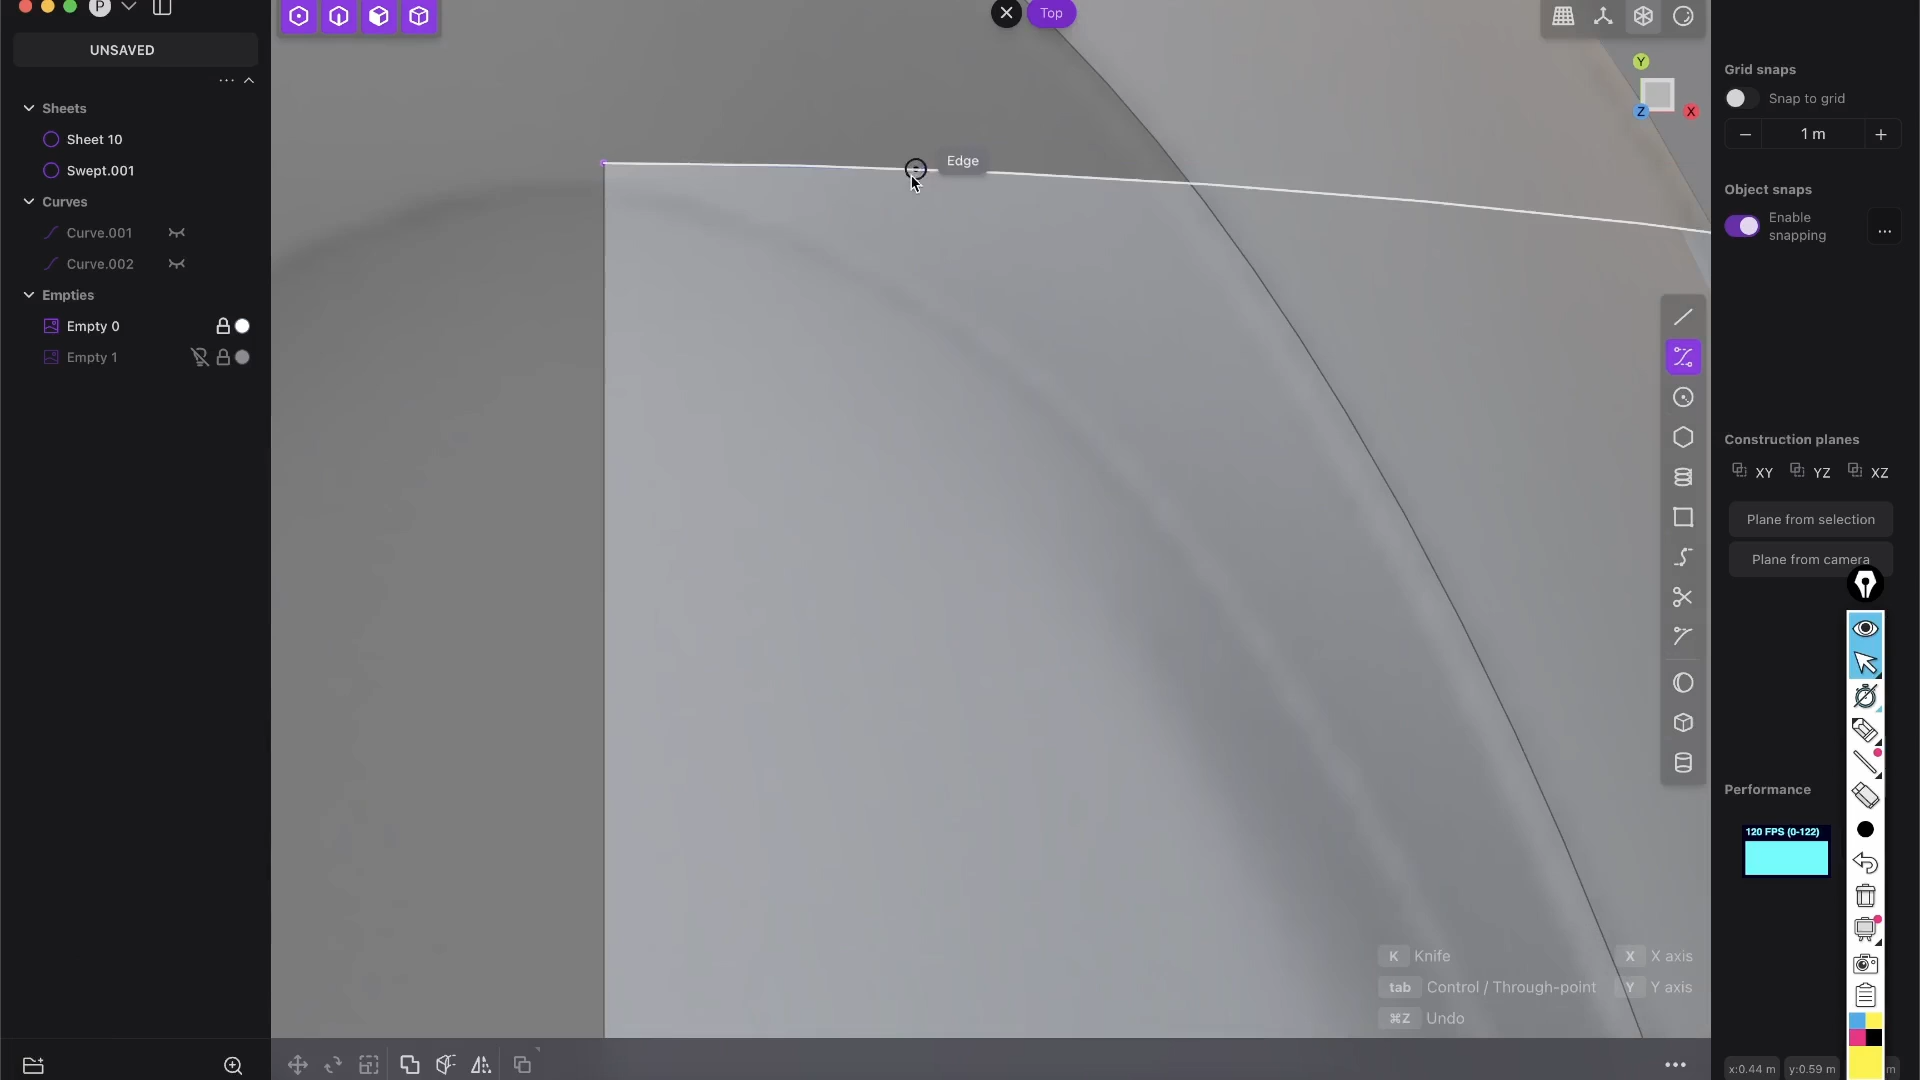 P
UNSAVED
...
Sheets
Sheet 10
Swept.001
Curves
Curve.001
Curve.002
Empties
Empty 0
Empty 1
Top
Edge
Y
Z
X
Grid snaps
Snap to grid
1 m
Object snaps
Enable
snapping
...
Construction planes
XY
YZ
XZ
Plane from selection
Plane from camera
Performance
120 FPS (0-122)
K Knife
X X axis
tab Control / Through-point
Y Y axis
⌘Z Undo
x:0.44 m
y:0.59 m
m